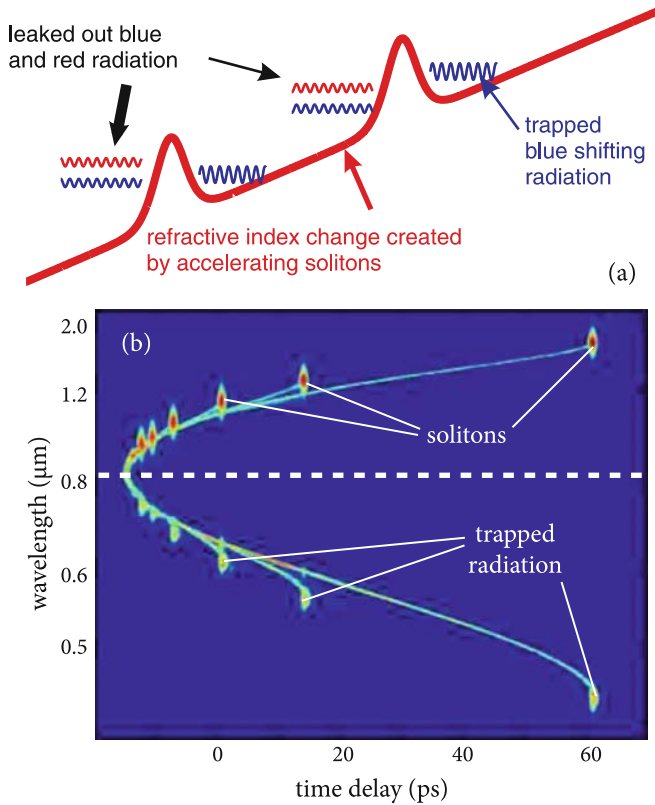 leaked out blue
and red radiation
trapped
blue shifting
radiation
refractive index change created
by accelerating solitons
(a)
(b)
2.0
1.2
0.8
0.6
0.5
wavelength (μm)
solitons
trapped
radiation
0
20
40
60
time delay (ps)